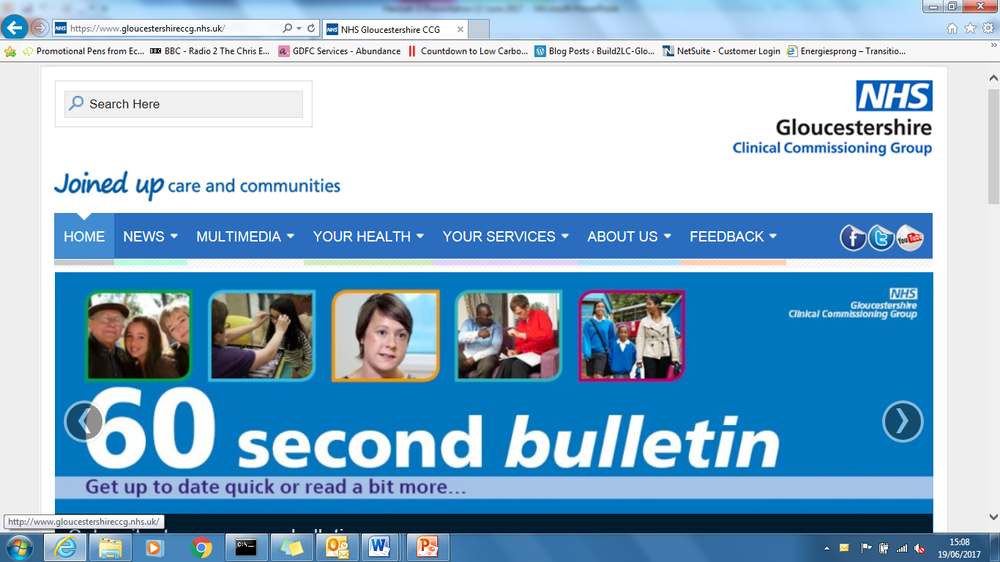 https://www.gloucestershireccg.nhs.uk/
NHS Gloucestershire CCG
Promotional Pens from Ec...
BBC - Radio 2 The Chris E...
GDFC Services - Abundance
Countdown to Low Carbo...
Blog Posts ‹ Build2LC-Glo...
NetSuite - Customer Login
Energiesprong – Transitio...
Search Here
NHS
Gloucestershire
Clinical Commissioning Group
Joined up care and communities
HOME NEWS MULTIMEDIA YOUR HEALTH YOUR SERVICES ABOUT US FEEDBACK
You Tube
NHS
Gloucestershire
Clinical Commissioning Group
60 second bulletin
Get up to date quick or read a bit more...
http://www.gloucestershireccg.nhs.uk/
15:08
19/06/2017